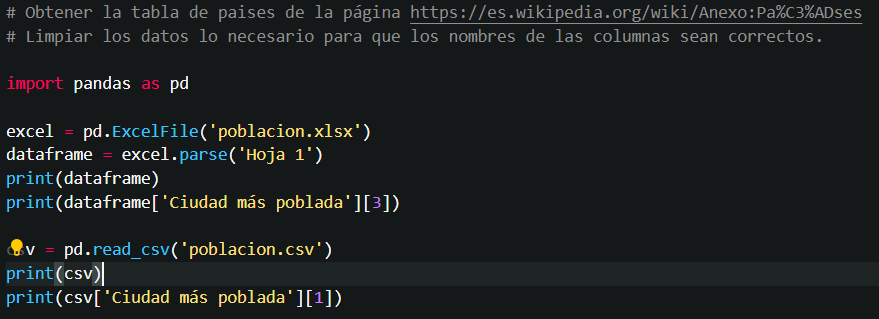 # Obtener la tabla de paises de la página https://es.wikipedia.org/wiki/Anexo:Pa%C3%ADses
# Limpiar los datos lo necesario para que los nombres de las columnas sean correctos.
import pandas as pd
excel = pd.ExcelFile('poblacion.xlsx')
dataframe = excel.parse('Hoja 1')
print(dataframe)
print(dataframe['Ciudad más poblada'][3])
csv = pd.read_csv('poblacion.csv')
print(csv)
print(csv['Ciudad más poblada'][1])